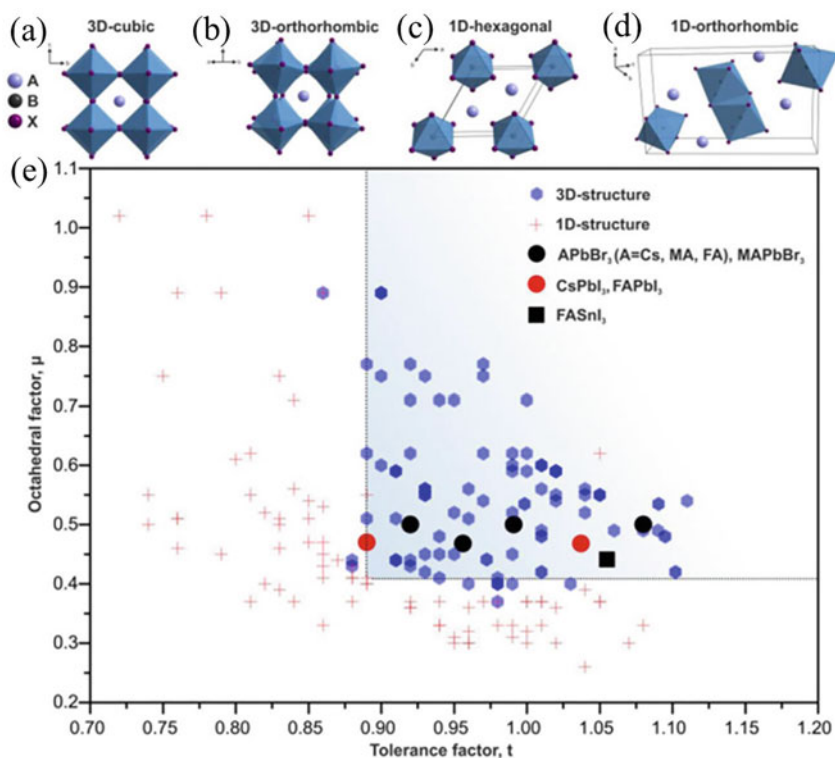 (a) 3D-cubic
(b) 3D-orthorhombic
(c) 1D-hexagonal
(d) 1D-orthorhombic
A
B
X
(e)
3D-structure
1D-structure
APbBr₃ (A=Cs, MA, FA), MAPbBr₃
CsPbI₃, FAPbI₃
FASnI₃
Octahedral factor, μ
1.1
1.0
0.9
0.8
0.7
0.6
0.5
0.4
0.3
0.2
0.70 0.75 0.80 0.85 0.90 0.95 1.00 1.05 1.10 1.15 1.20
Tolerance factor, t